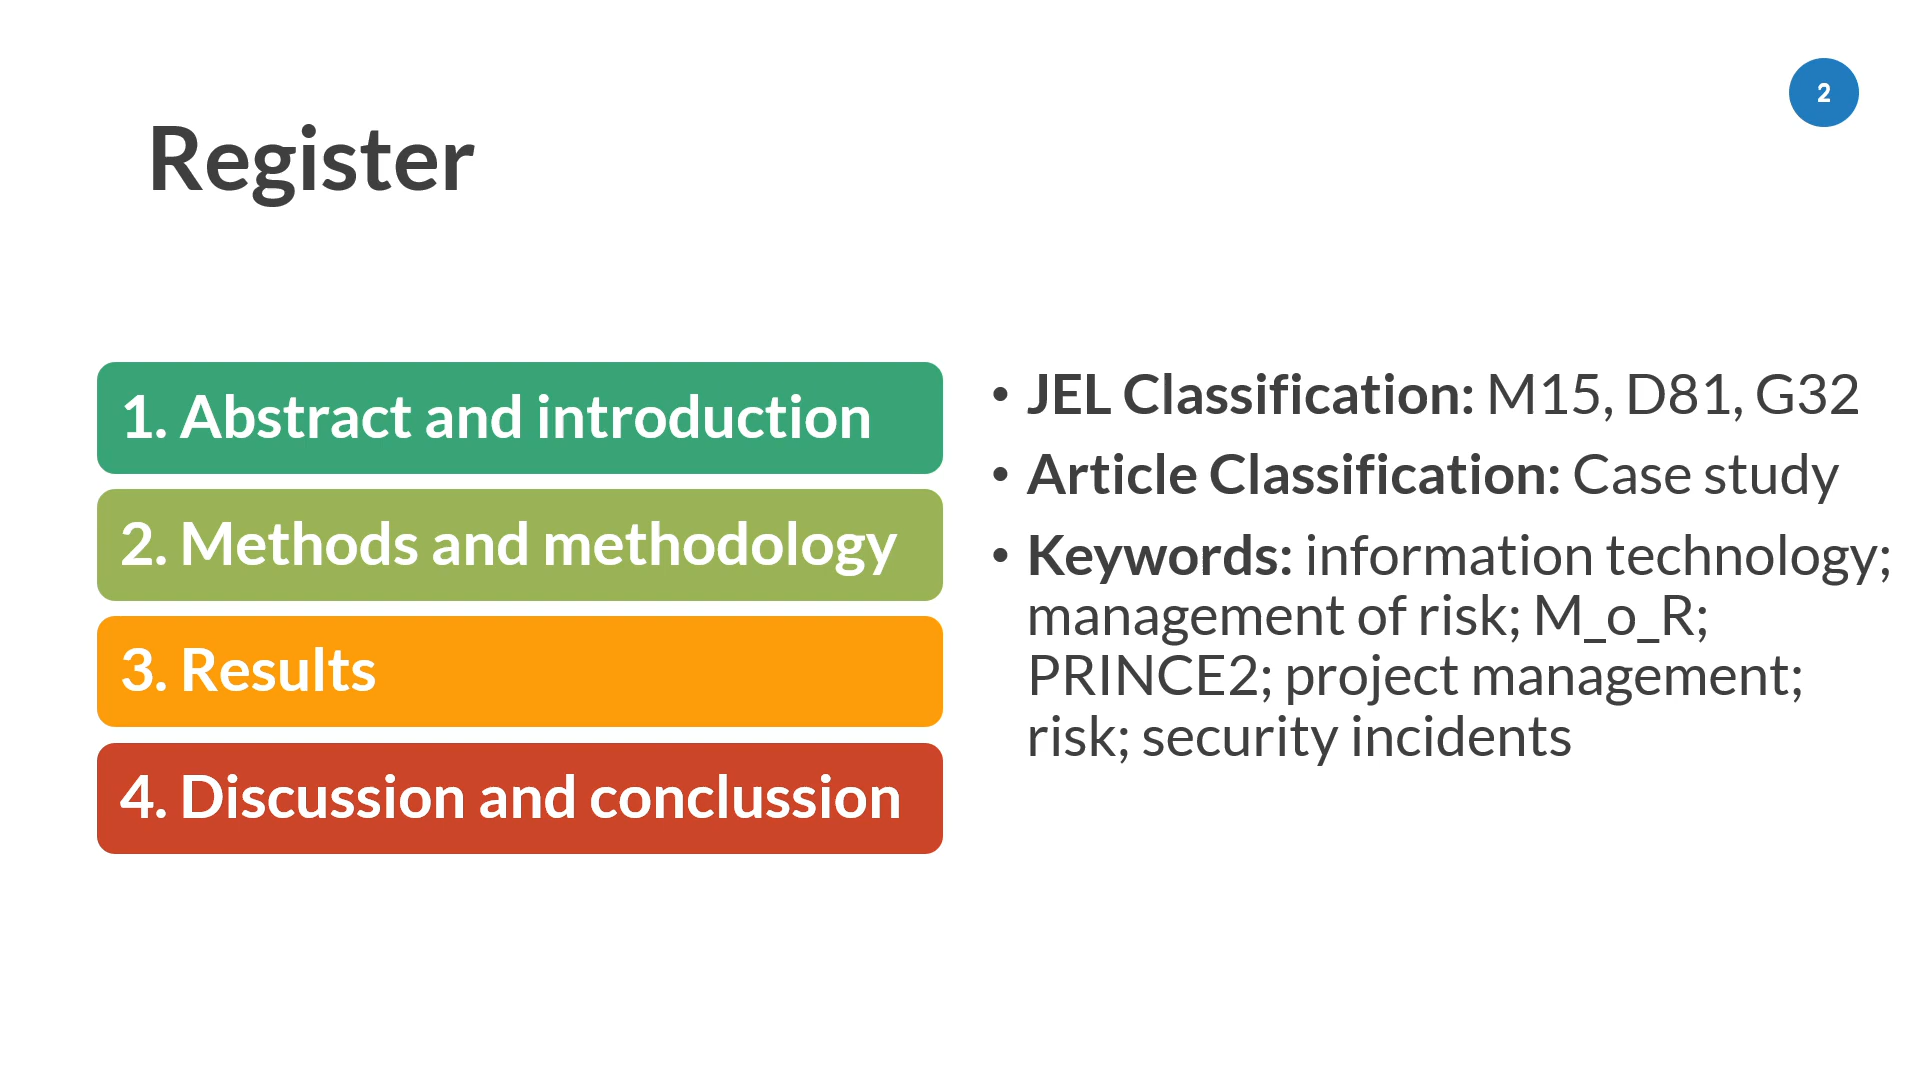 2
Register
1. Abstract and introduction
2. Methods and methodology
3. Results
4. Discussion and conclussion
• JEL Classification: M15, D81, G32
• Article Classification: Case study
• Keywords: information technology;
management of risk; M_o_R;
PRINCE2; project management;
risk; security incidents